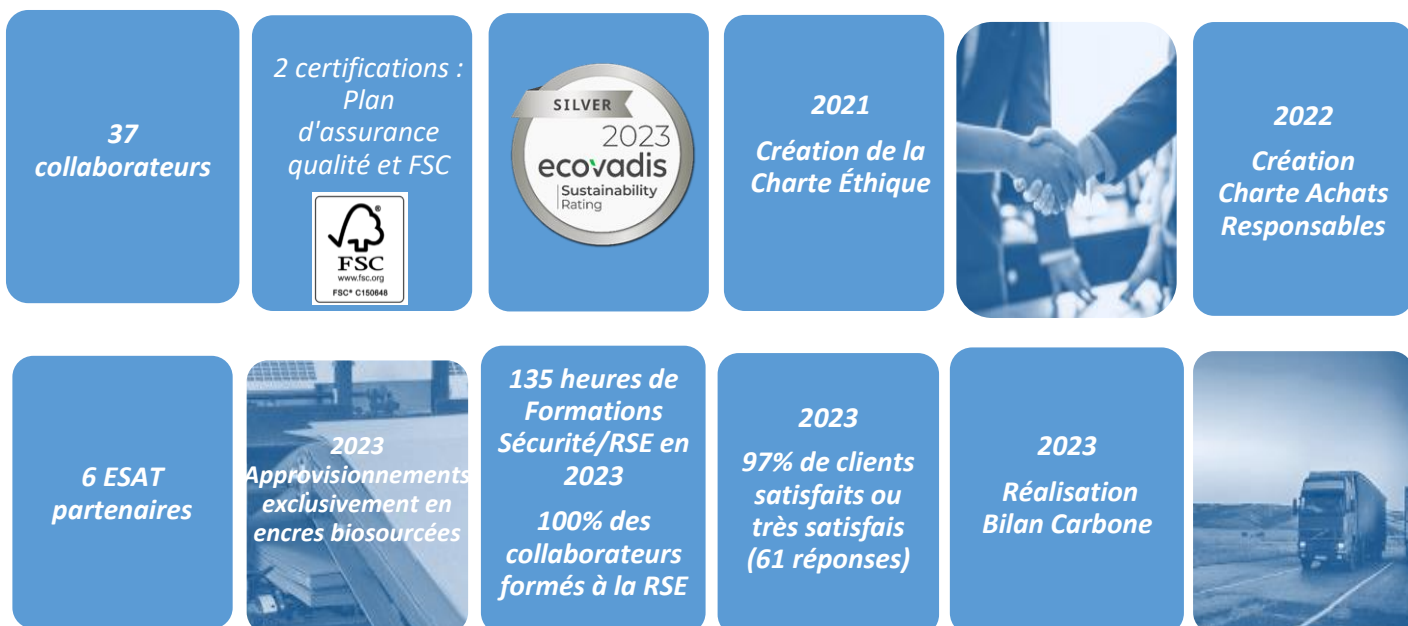 37
collaborateurs
2 certifications :
Plan
d'assurance
qualité et FSC
FSC
www.fsc.org
FSC® C150648
SILVER
2023
ecovadis
Sustainability
Rating
2021
Création de la
Charte Éthique
2022
Création
Charte Achats
Responsables
6 ESAT
partenaires
2023
Approvisionnements
exclusivement en
encres biosourcées
135 heures de
Formations
Sécurité/RSE en
2023
100% des
collaborateurs
formés à la RSE
2023
97% de clients
satisfaits ou
très satisfais
(61 réponses)
2023
Réalisation
Bilan Carbone